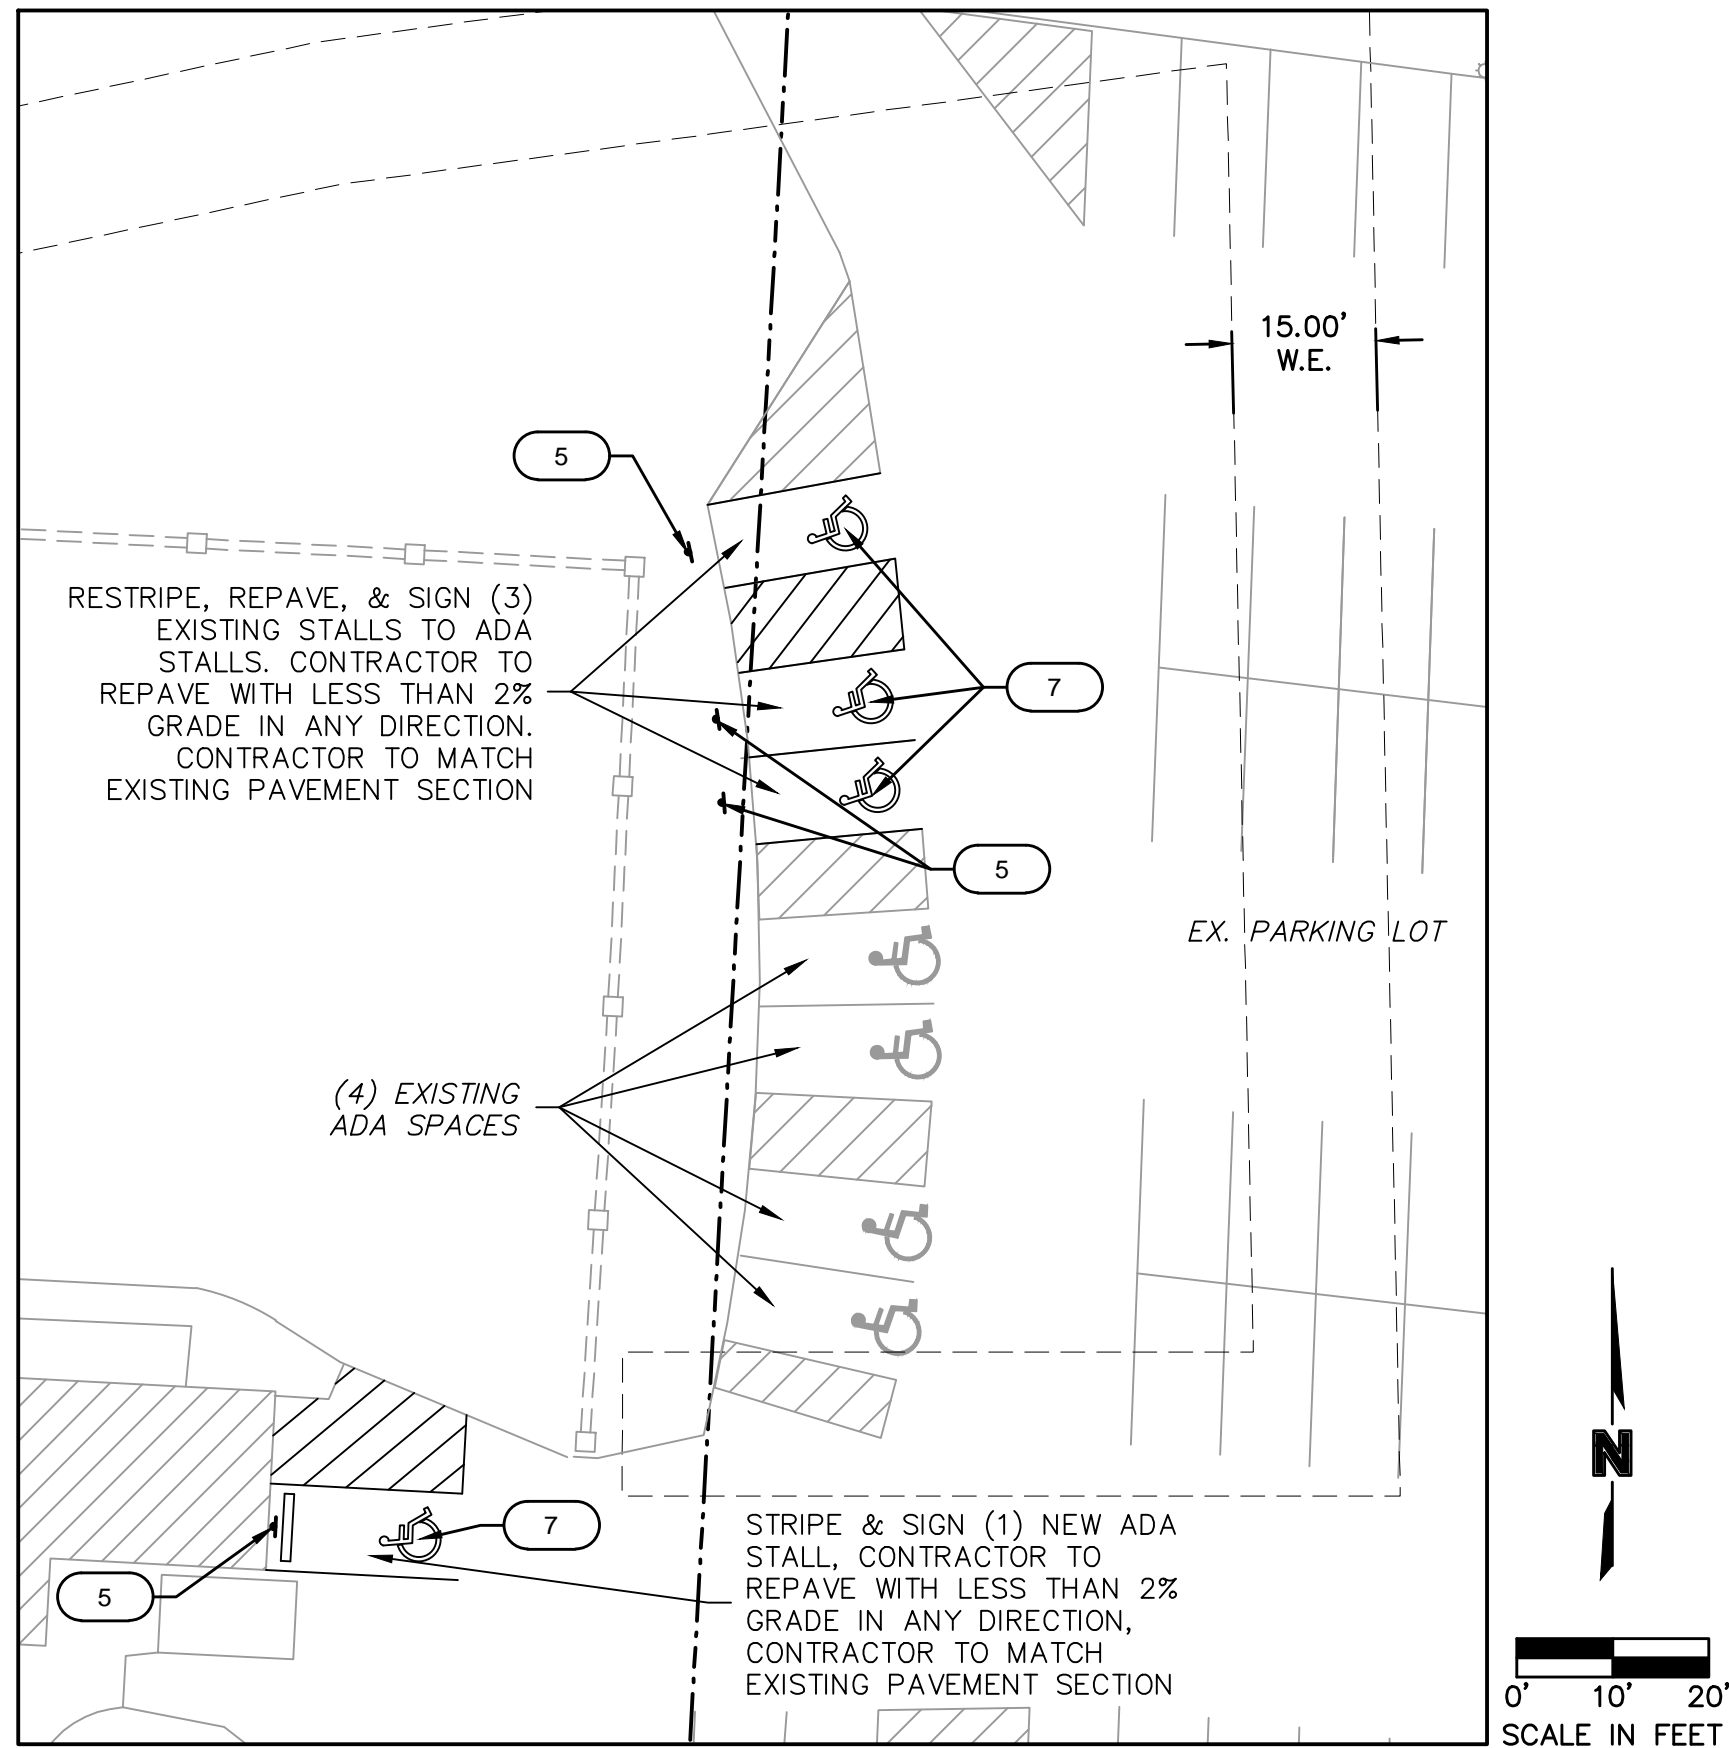 15.00'
W.E.
5
RESTRIPE, REPAVE, & SIGN (3)
EXISTING STALLS TO ADA
STALLS. CONTRACTOR TO
REPAVE WITH LESS THAN 2%
GRADE IN ANY DIRECTION.
CONTRACTOR TO MATCH
EXISTING PAVEMENT SECTION
7
5
EX. PARKING LOT
(4) EXISTING
ADA SPACES
7
5
STRIPE & SIGN (1) NEW ADA
STALL, CONTRACTOR TO
REPAVE WITH LESS THAN 2%
GRADE IN ANY DIRECTION,
CONTRACTOR TO MATCH
EXISTING PAVEMENT SECTION
N
0' 10' 20'
SCALE IN FEET